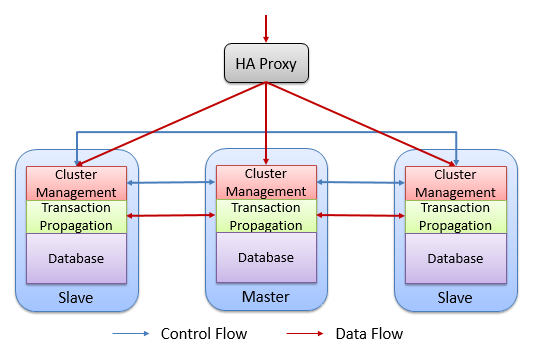 HA Proxy
Cluster
Management
Transaction
Propagation
Database
Slave
Cluster
Management
Transaction
Propagation
Database
Master
Cluster
Management
Transaction
Propagation
Database
Slave
Control Flow
Data Flow